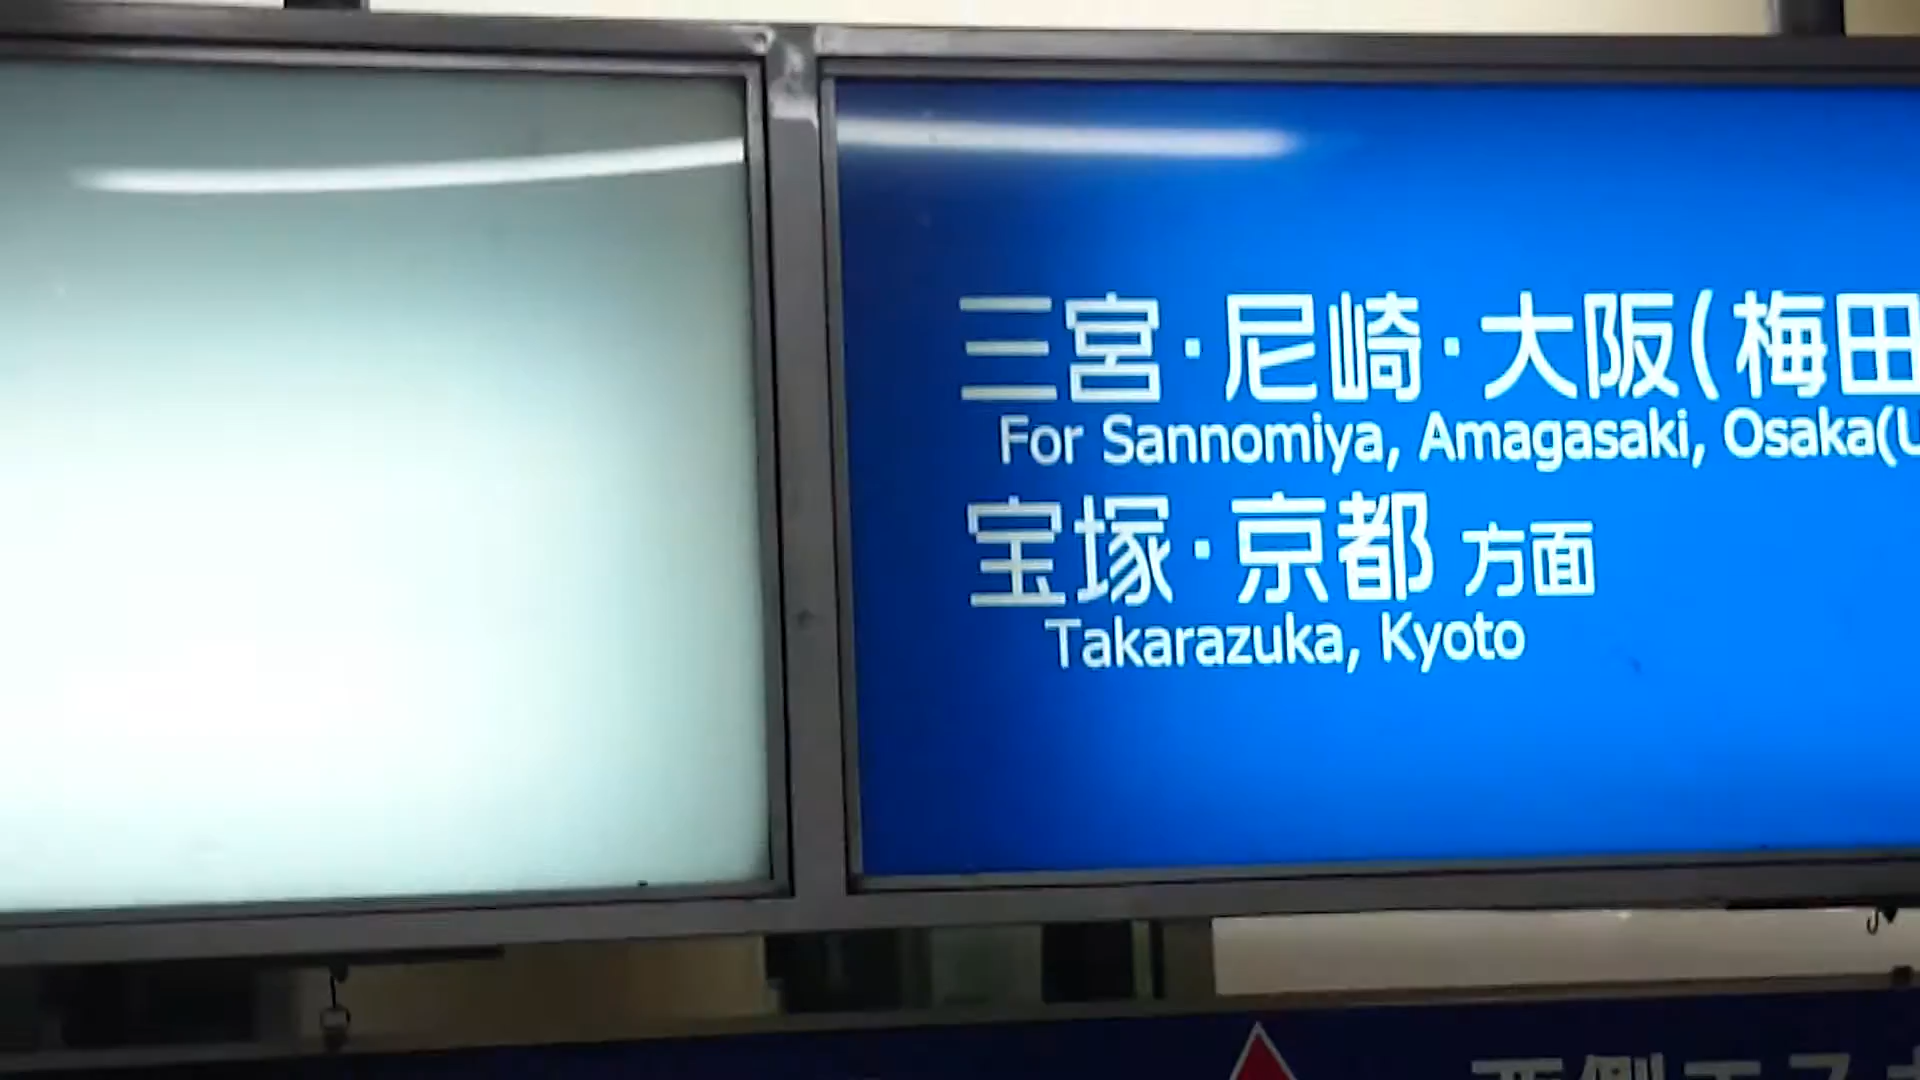 三宮・尼崎・大阪(梅田
For Sannomiya, Amagasaki, Osaka(U
宝塚・京都 方面
Takarazuka, Kyoto